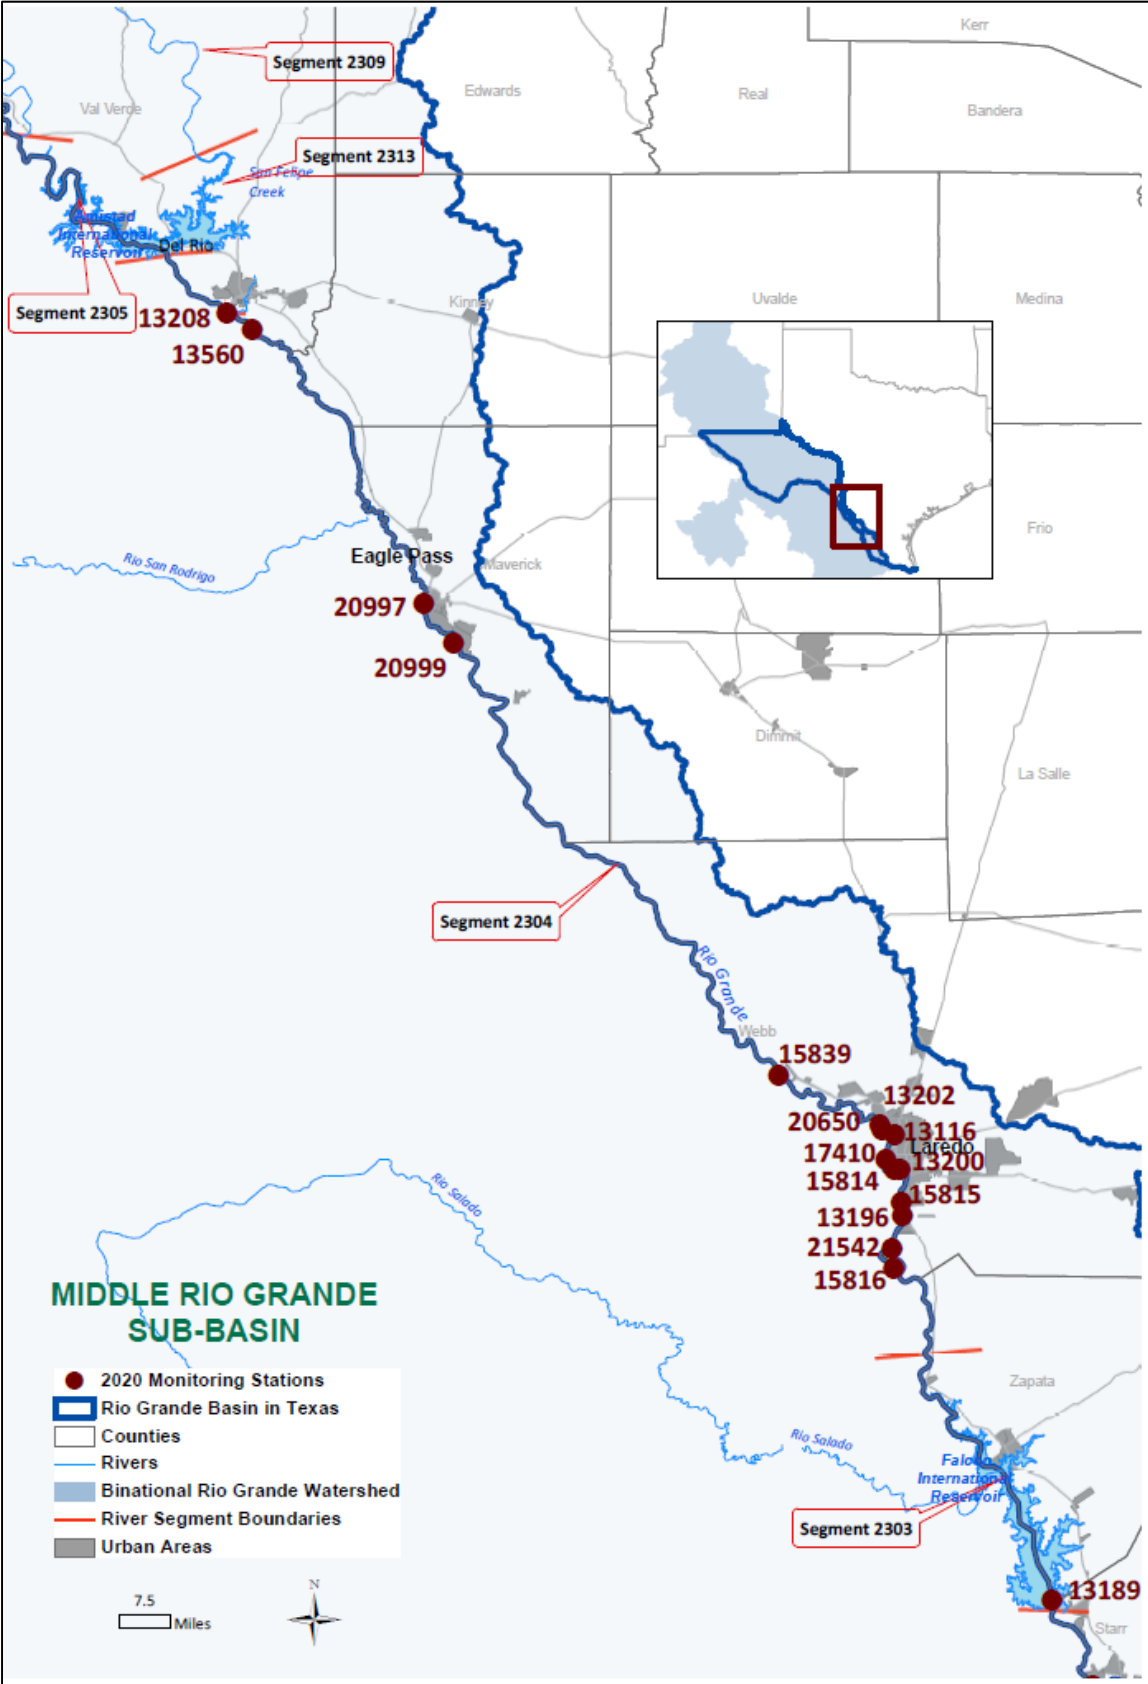 Kerr
Segment 2309
Edwards
Real
Bandera
Val Verde
Segment 2313
San Felipe
Creek
Amistad
International
Reservoir
Del Rio
Segment 2305
13208
13560
Kinney
Uvalde
Medina
Frio
Rio San Rodrigo
Eagle Pass
Maverick
20997
20999
Dimmit
La Salle
Segment 2304
Rio Grande
Webb
15839
13202
20650
13116
Laredo
17410
13200
15814
15815
13196
21542
15816
Rio Salado
Zapata
Rio Salado
Falcon
International
Reservoir
Segment 2303
13189
Starr
MIDDLE RIO GRANDE
SUB-BASIN
2020 Monitoring Stations
Rio Grande Basin in Texas
Counties
Rivers
Binational Rio Grande Watershed
River Segment Boundaries
Urban Areas
7.5
Miles
N